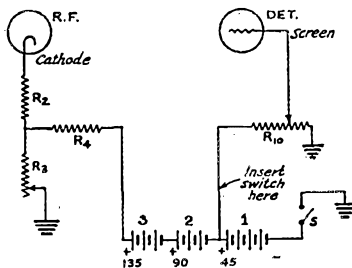 R.F.
DET.
Cathode
Screen
R2
R4
R10
R3
Insert
switch
here
3 2 1
S
+ + + -
135 90 45